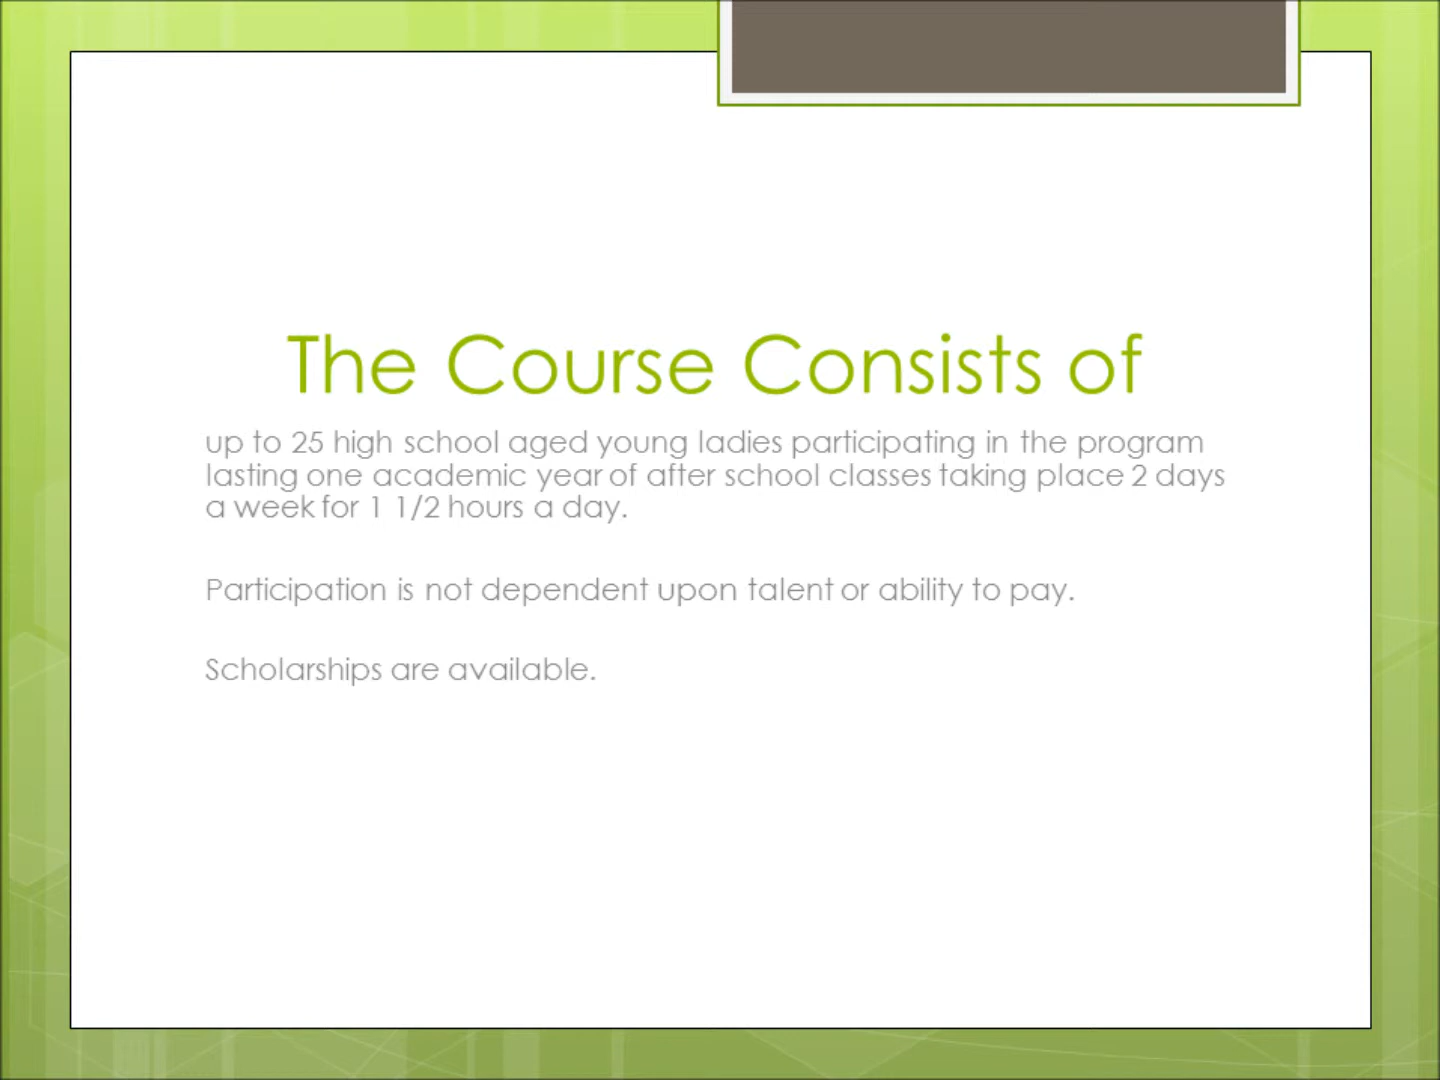 The Course Consists of
up to 25 high school aged young ladies participating in the program
lasting one academic year of after school classes taking place 2 days
a week for 1 1/2 hours a day.
Participation is not dependent upon talent or ability to pay.
Scholarships are available.